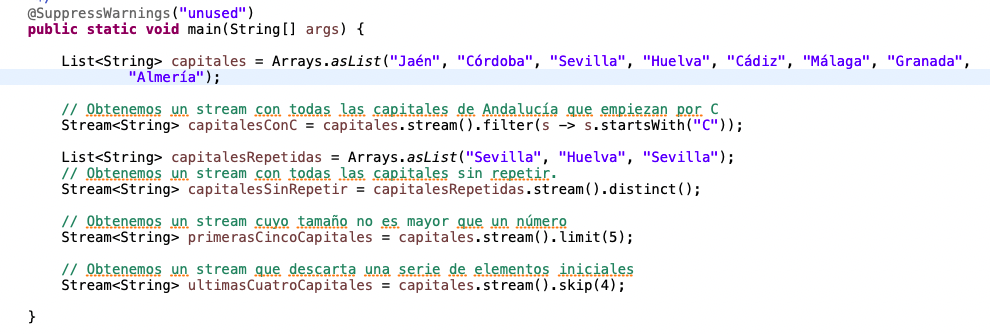 @SuppressWarnings("unused")
public static void main(String[] args) {
List<String> capitales = Arrays.asList("Jaén", "Córdoba", "Sevilla", "Huelva", "Cádiz", "Málaga", "Granada",
"Almería");
// Obtenemos un stream con todas las capitales de Andalucía que empiezan por C
Stream<String> capitalesConC = capitales.stream().filter(s -> s.startsWith("C"));
List<String> capitalesRepetidas = Arrays.asList("Sevilla", "Huelva", "Sevilla");
// Obtenemos un stream con todas las capitales sin repetir.
Stream<String> capitalesSinRepetir = capitalesRepetidas.stream().distinct();
// Obtenemos un stream cuyo tamaño no es mayor que un número
Stream<String> primerasCincoCapitales = capitales.stream().limit(5);
// Obtenemos un stream que descarta una serie de elementos iniciales
Stream<String> ultimasCuatroCapitales = capitales.stream().skip(4);
}